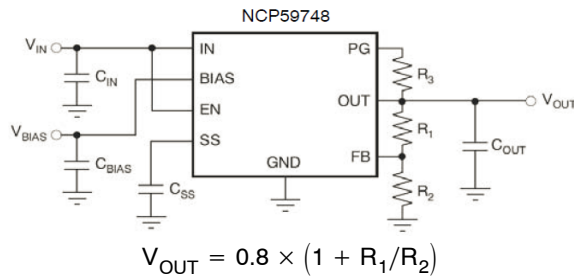 NCP59748
V_IN IN PG
C_IN R_3
BIAS
OUT V_OUT
EN R_1
V_BIAS SS C_OUT
C_BIAS GND FB
C_SS R_2
V_OUT = 0.8 × (1 + R_1/R_2)